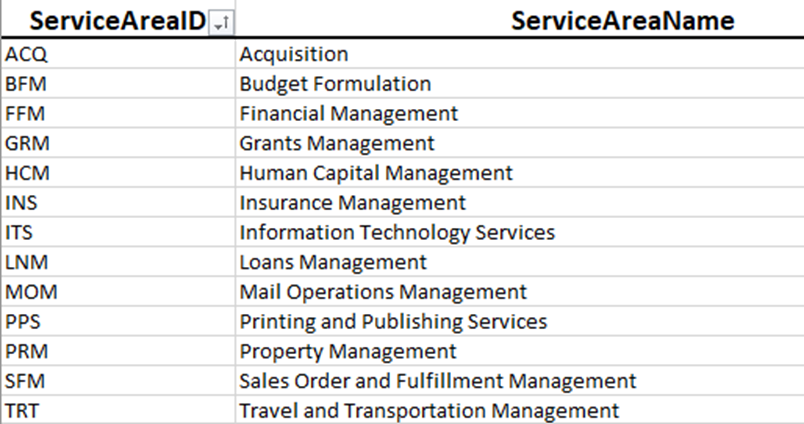 ServiceAreaID ServiceAreaName
ACQ Acquisition
BFM Budget Formulation
FFM Financial Management
GRM Grants Management
HCM Human Capital Management
INS Insurance Management
ITS Information Technology Services
LNM Loans Management
MOM Mail Operations Management
PPS Printing and Publishing Services
PRM Property Management
SFM Sales Order and Fulfillment Management
TRT Travel and Transportation Management